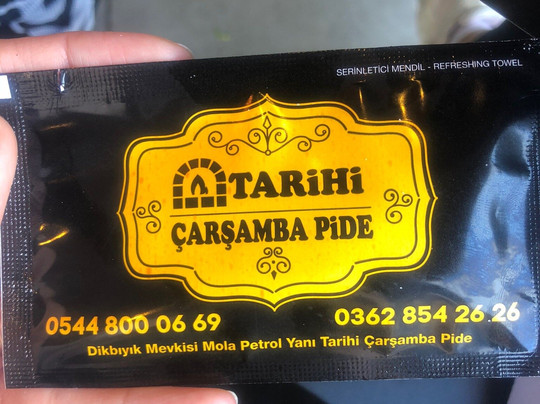 SERİNLETİCİ MENDİL - REFRESHING TOWEL
TARiHi
ÇARŞAMBA PiDE
0544 800 06 69
0362 854 26.26
Dikbıyık Mevkisi Mola Petrol Yanı Tarihi Çarşamba Pide